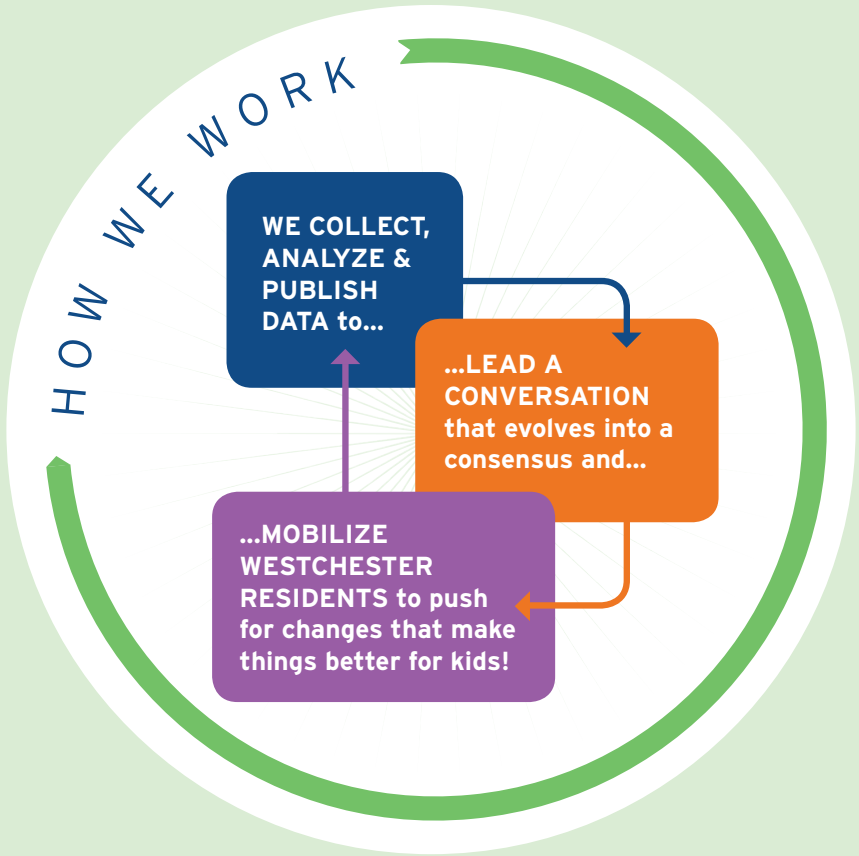 HOW WE WORK
WE COLLECT,
ANALYZE &
PUBLISH
DATA to...
...LEAD A
CONVERSATION
that evolves into a
consensus and...
...MOBILIZE
WESTCHESTER
RESIDENTS to push
for changes that make
things better for kids!